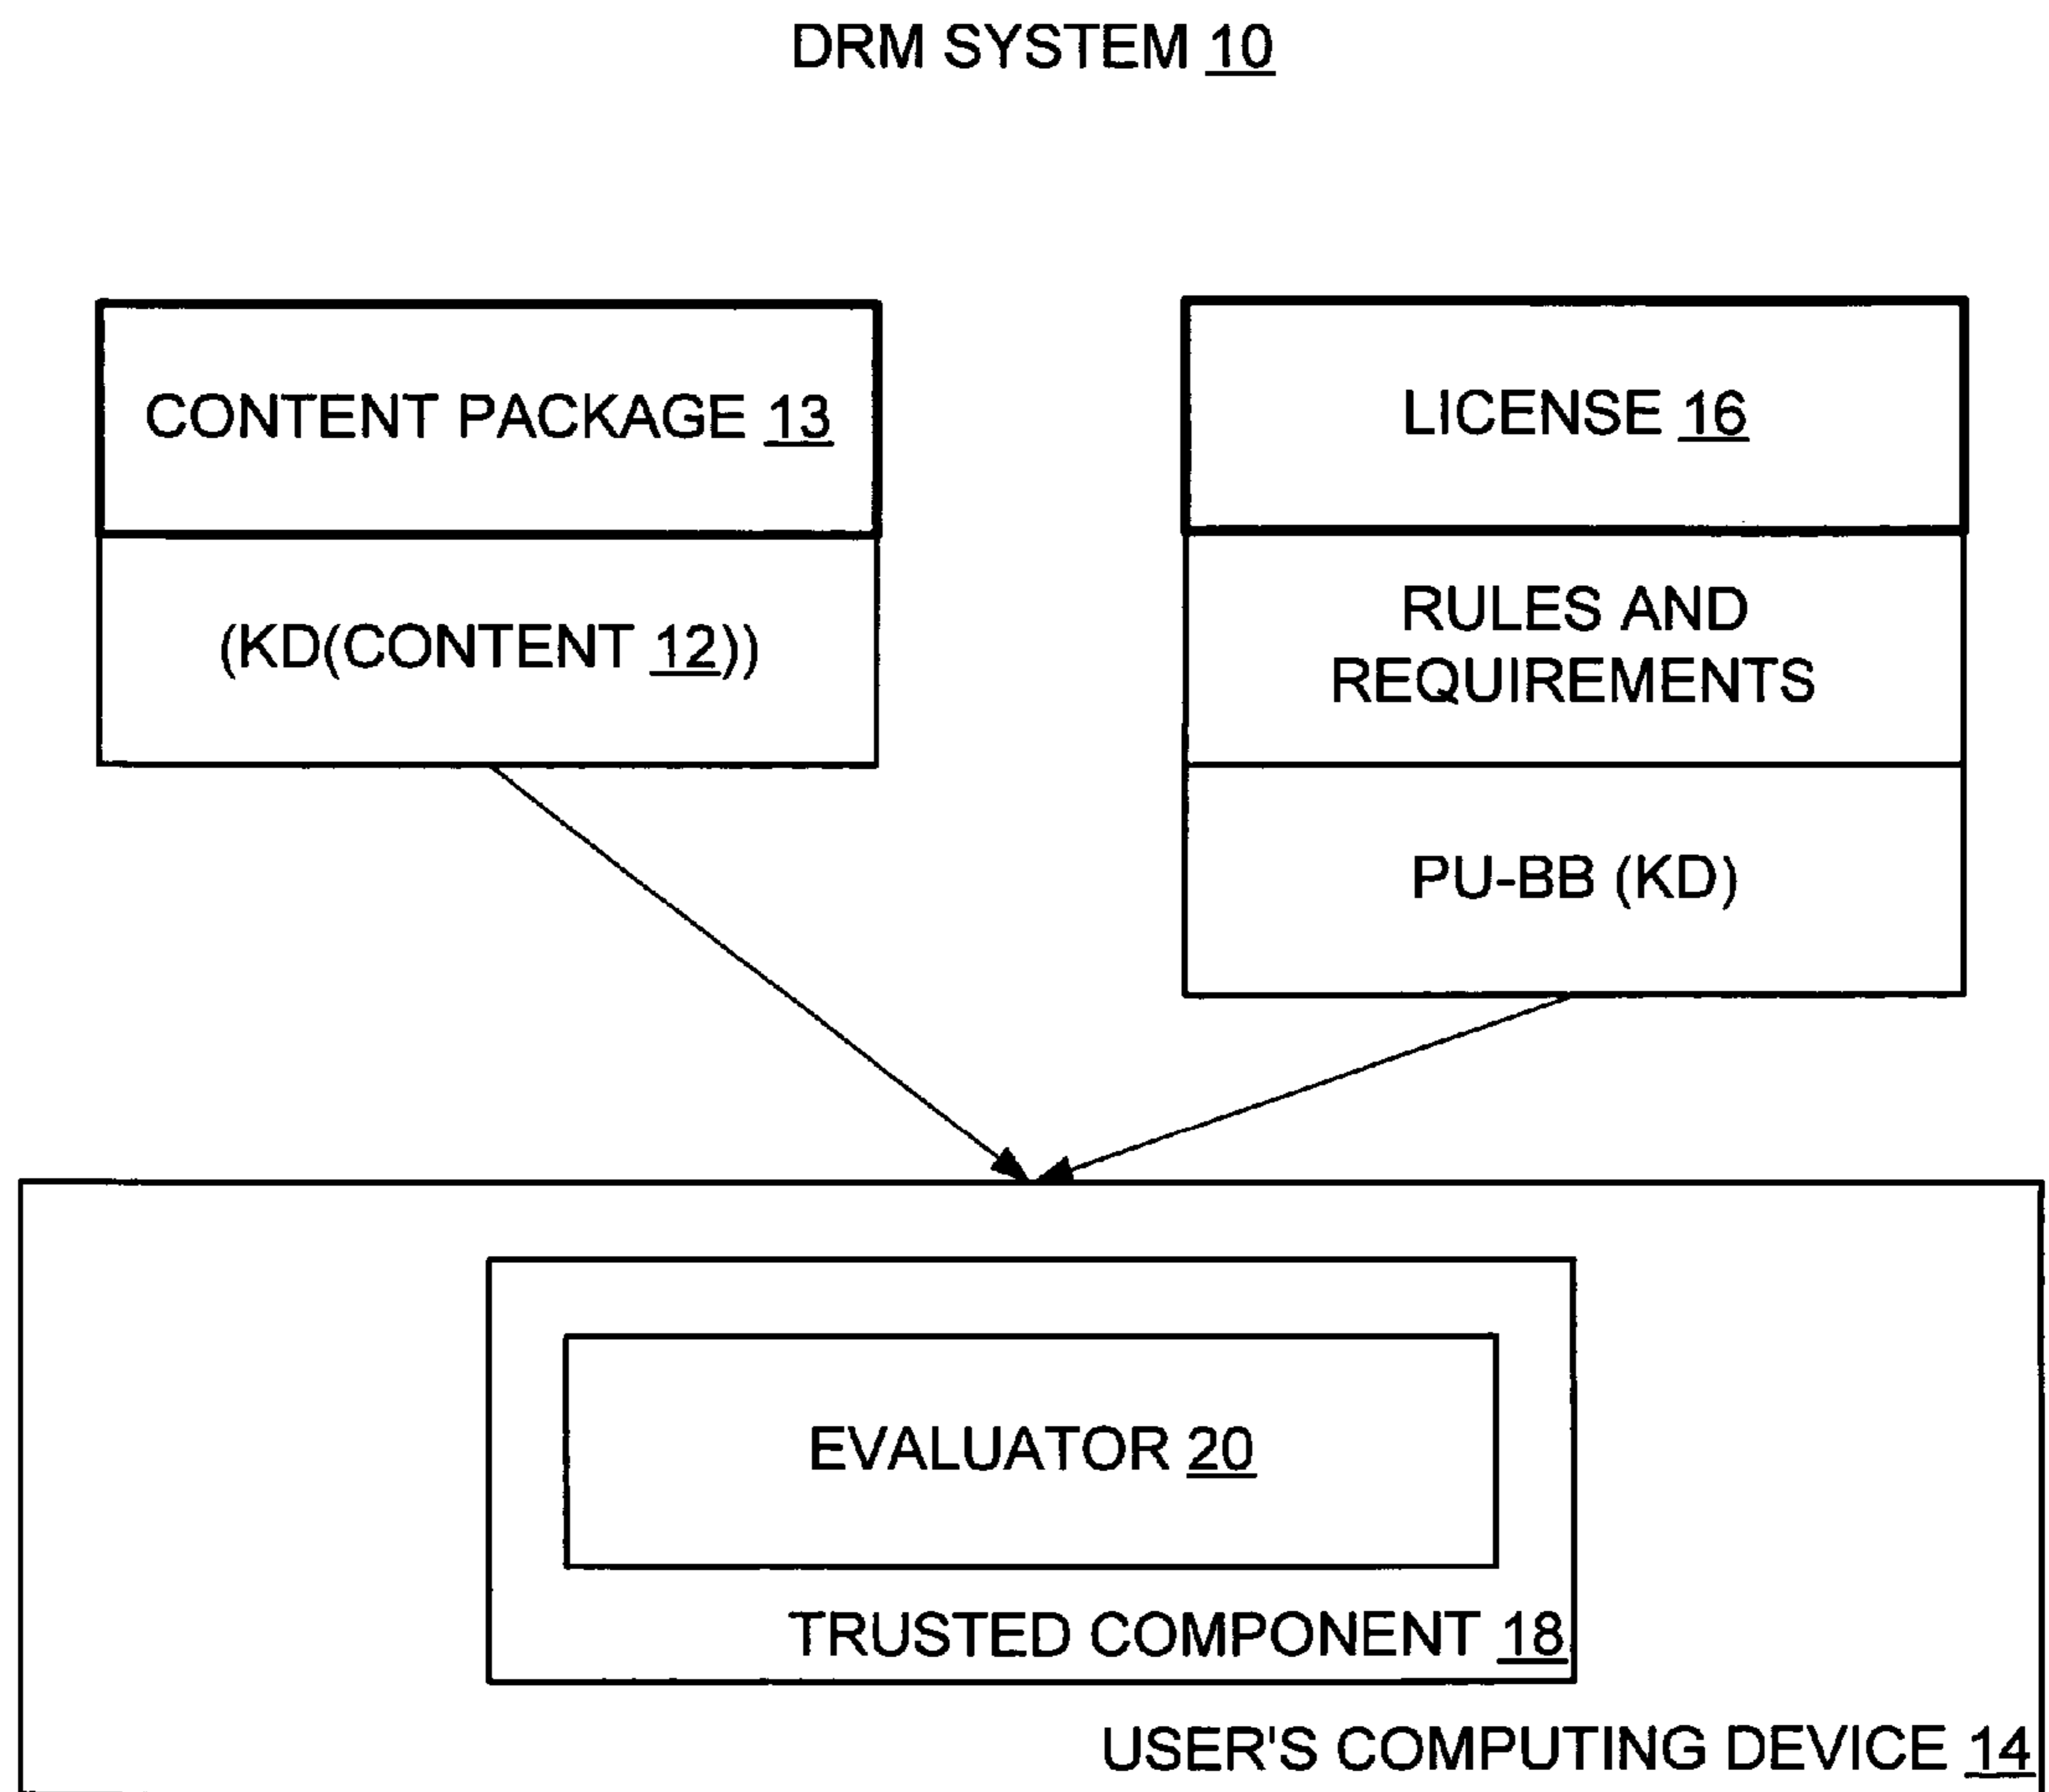 DRM SYSTEM 10
CONTENT PACKAGE 13
(KD(CONTENT 12))
LICENSE 16
RULES AND
REQUIREMENTS
PU-BB (KD)
EVALUATOR 20
TRUSTED COMPONENT 18
USER'S COMPUTING DEVICE 14